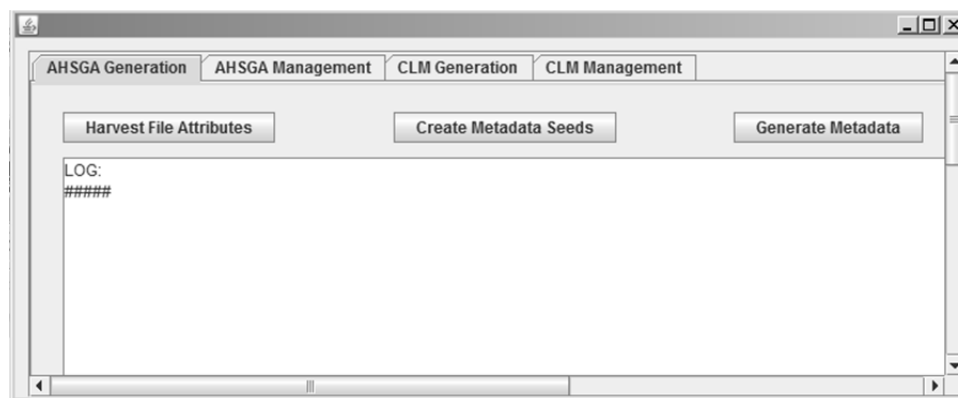 AHSGA Generation AHSGA Management CLM Generation CLM Management
Harvest File Attributes Create Metadata Seeds Generate Metadata
LOG:
#####